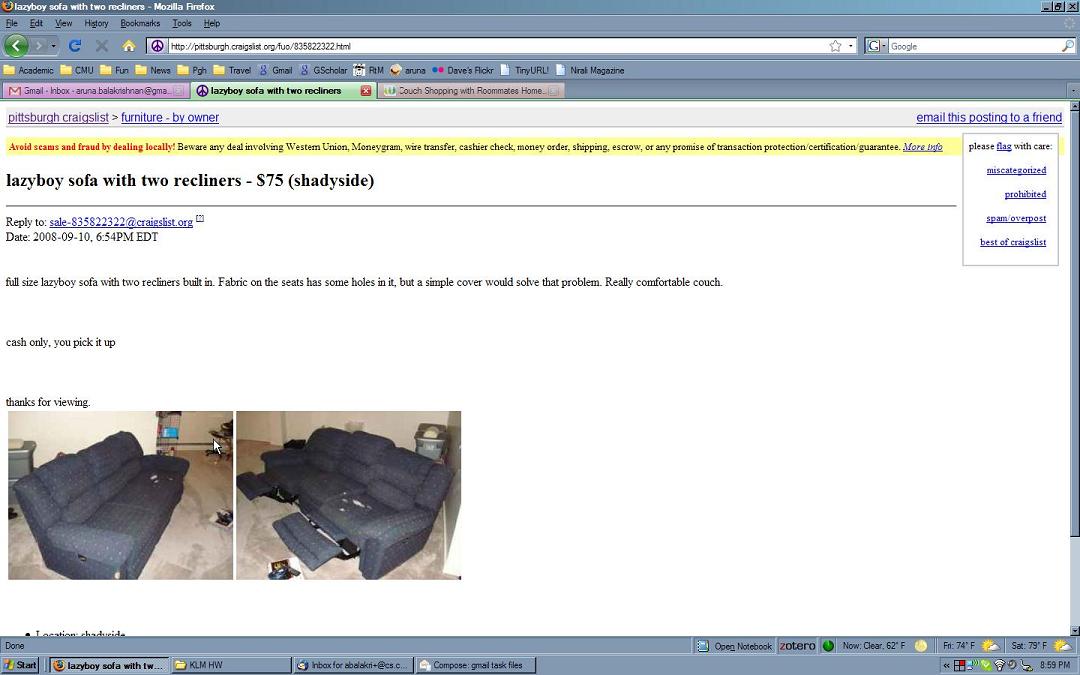 lazyboy sofa with two recliners - Mozilla Firefox
File Edit View History Bookmarks Tools Help
http://pittsburgh.craigslist.org/fuo/835822322.html
G Google
Academic CMU Fun News Pgh Travel Gmail GScholar RtM aruna Dave's Flickr TinyURL! Nirali Magazine
Gmail - Inbox - aruna.balakrishnan@gma... lazyboy sofa with two recliners Couch Shopping with Roommates Home...
pittsburgh craigslist > furniture - by owner email this posting to a friend
Avoid scams and fraud by dealing locally! Beware any deal involving Western Union, Moneygram, wire transfer, cashier check, money order, shipping, escrow, or any promise of transaction protection/certification/guarantee. More info
please flag with care:
miscategorized
prohibited
spam/overpost
best of craigslist
lazyboy sofa with two recliners - $75 (shadyside)
Reply to: sale-835822322@craigslist.org [?]
Date: 2008-09-10, 6:54PM EDT
full size lazyboy sofa with two recliners built in. Fabric on the seats has some holes in it, but a simple cover would solve that problem. Really comfortable couch.
cash only, you pick it up
thanks for viewing.
Location: shadyside
Done Open Notebook zotero Now: Clear, 62° F Fri: 74° F Sat: 79° F
Start lazyboy sofa with tw... KLM HW Inbox for abalakri+@cs.c... Compose: gmail task files 8:59 PM